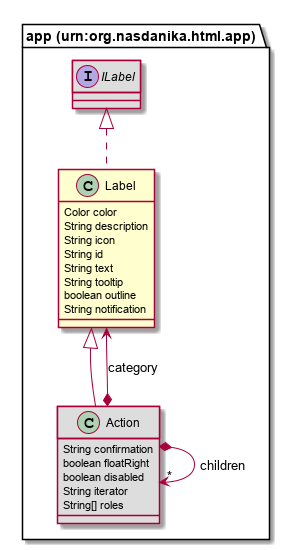 app (urn:org.nasdanika.html.app)
I ILabel
C Label
Color color
String description
String icon
String id
String text
String tooltip
boolean outline
String notification
category
C Action
String confirmation
boolean floatRight
boolean disabled
String iterator
String[] roles
children
*